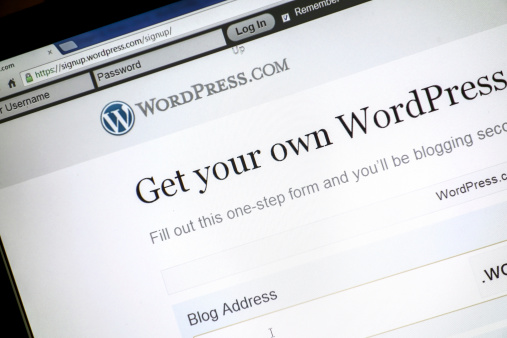 .com
https://signup.wordpress.com/signup/
Username
Password
Log In
Remember
Up
WORDPRESS.COM
Get your own WordPress
Fill out this one-step form and you'll be blogging
WordPress.c
Blog Address
.wo